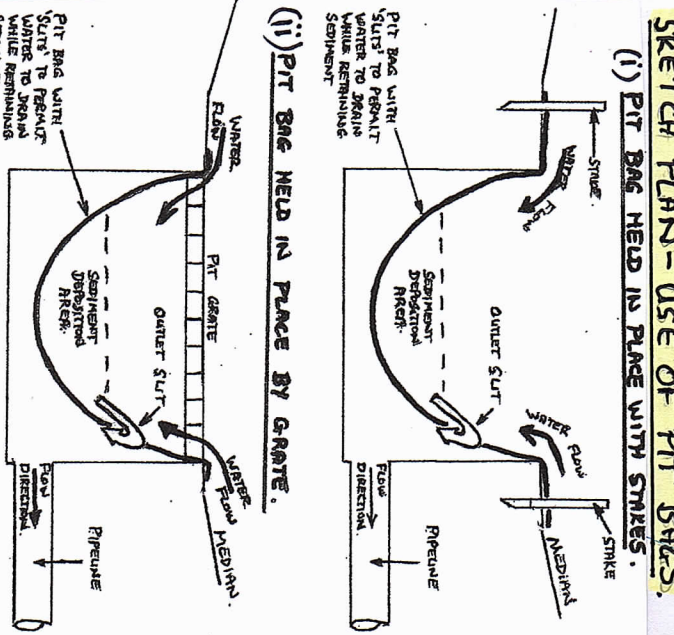 SKETCH PLAN - USE OF PIT BAGS.
(i) PIT BAG HELD IN PLACE WITH STAKES.
STAKE.
STAKE
WATER
FLOW
WATER
FLOW
MEDIAN
PIT BAG WITH
'SLITS' TO PERMIT
WATER TO DRAIN
WHILE RETAINING
SEDIMENT
SEDIMENT
DEPOSITION
AREA.
OUTLET SLIT
FLOW
DIRECTION
PIPELINE
(ii) PIT BAG HELD IN PLACE BY GRATE.
WATER
FLOW
PIT GRATE
WATER
FLOW
MEDIAN.
PIT BAG WITH
'SLITS' TO PERMIT
WATER TO DRAIN
WHILE RETAINING
SEDIMENT
DEPOSITION
AREA.
OUTLET SLIT
FLOW
DIRECTION.
PIPELINE